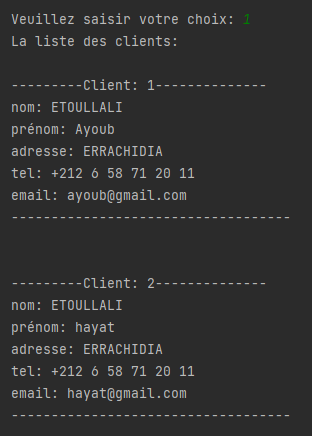 Veuillez saisir votre choix: 1
La liste des clients:
---------Client: 1--------------
nom: ETOULLALI
prénom: Ayoub
adresse: ERRACHIDIA
tel: +212 6 58 71 20 11
email: ayoub@gmail.com
-----------------------------------
---------Client: 2--------------
nom: ETOULLALI
prénom: hayat
adresse: ERRACHIDIA
tel: +212 6 58 71 20 11
email: hayat@gmail.com
-----------------------------------